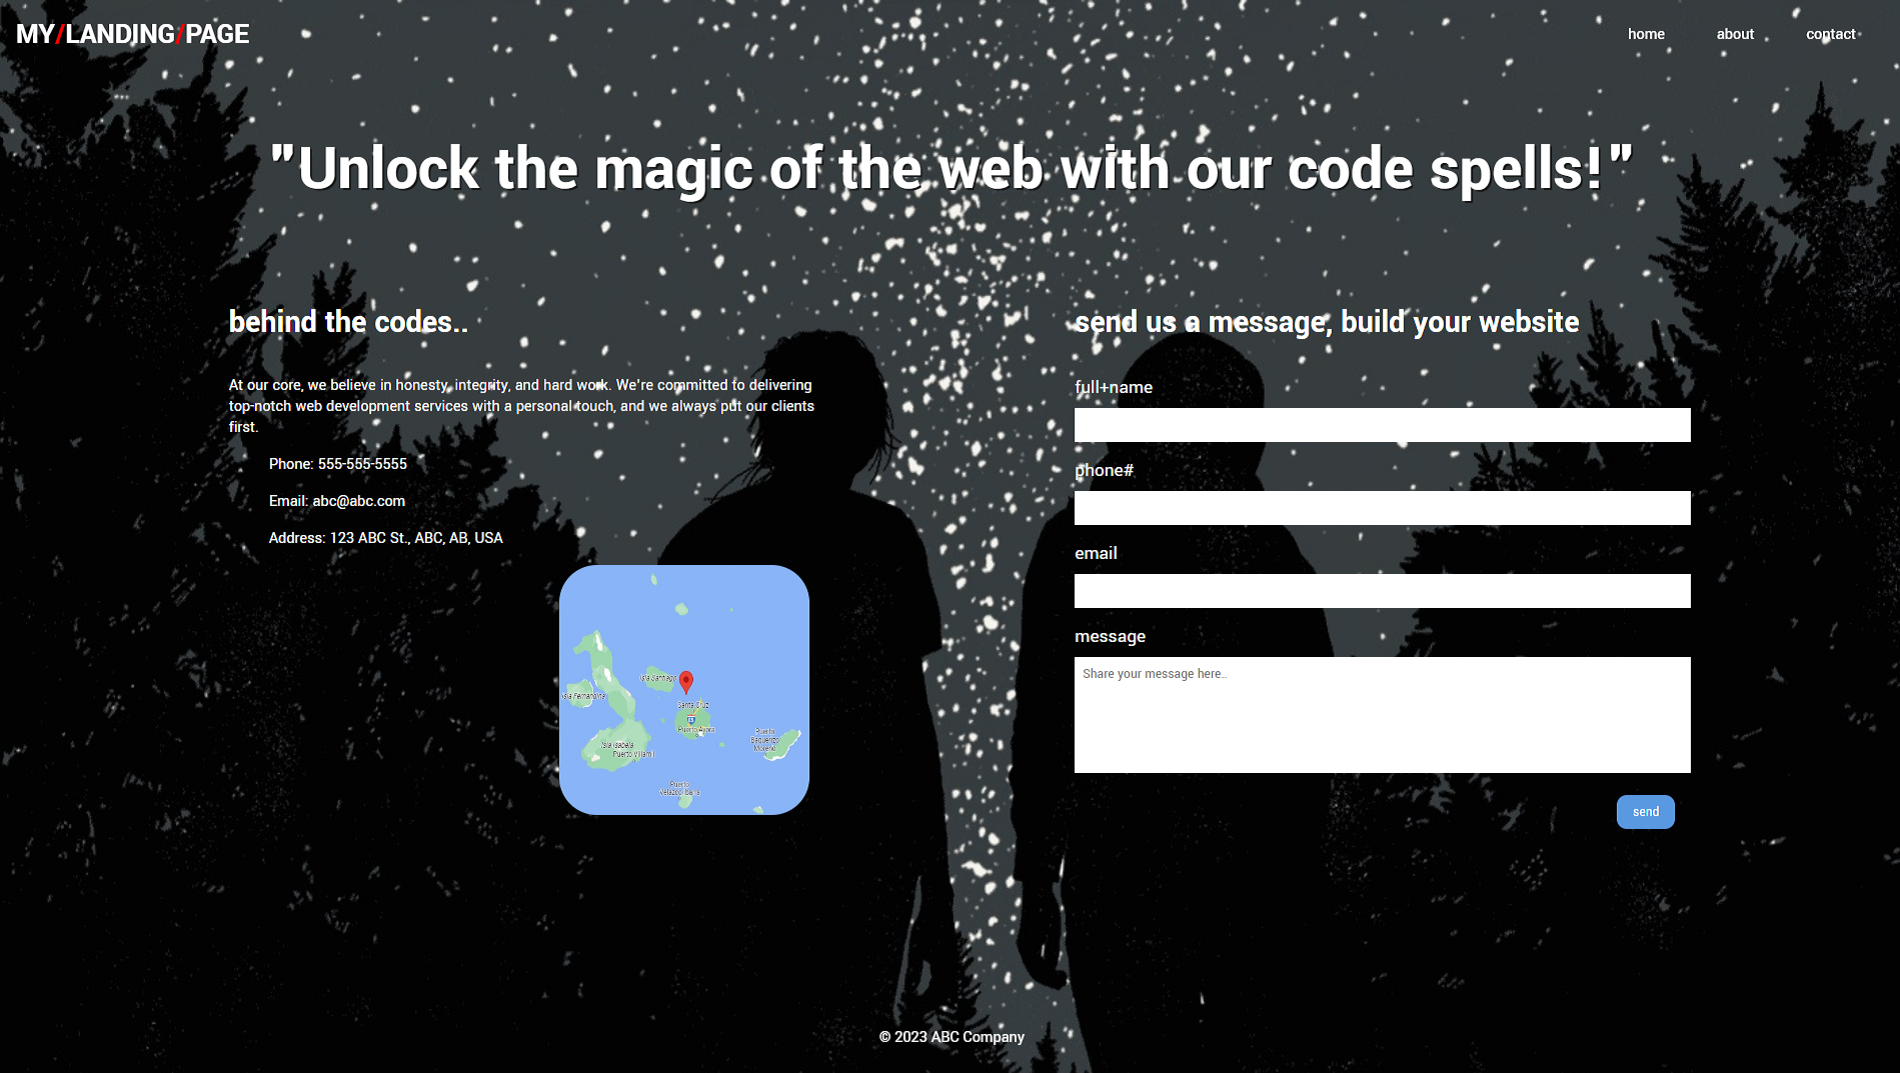 MY/LANDING/PAGE
home about contact
"Unlock the magic of the web with our code spells!"
behind the codes..
At our core, we believe in honesty, integrity, and hard work. We're committed to delivering
top-notch web development services with a personal touch, and we always put our clients
first.
Phone: 555-555-5555
Email: abc@abc.com
Address: 123 ABC St., ABC, AB, USA
Isla Santiago
Isla Fernandina
Santa Cruz
Puerto Ayora
Puerto
Baquerizo
Moreno
Isla Isabela
Puerto Villamil
Puerto
Velazco Ibarra
send us a message, build your website
full+name
phone#
email
message
Share your message here..
send
© 2023 ABC Company